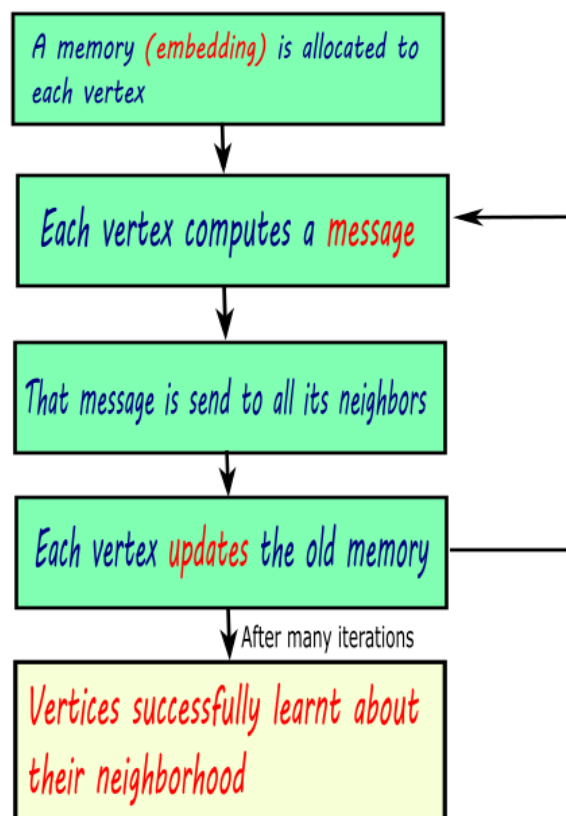 A memory (embedding) is allocated to
each vertex
Each vertex computes a message
That message is send to all its neighbors
Each vertex updates the old memory
After many iterations
Vertices successfully learnt about
their neighborhood